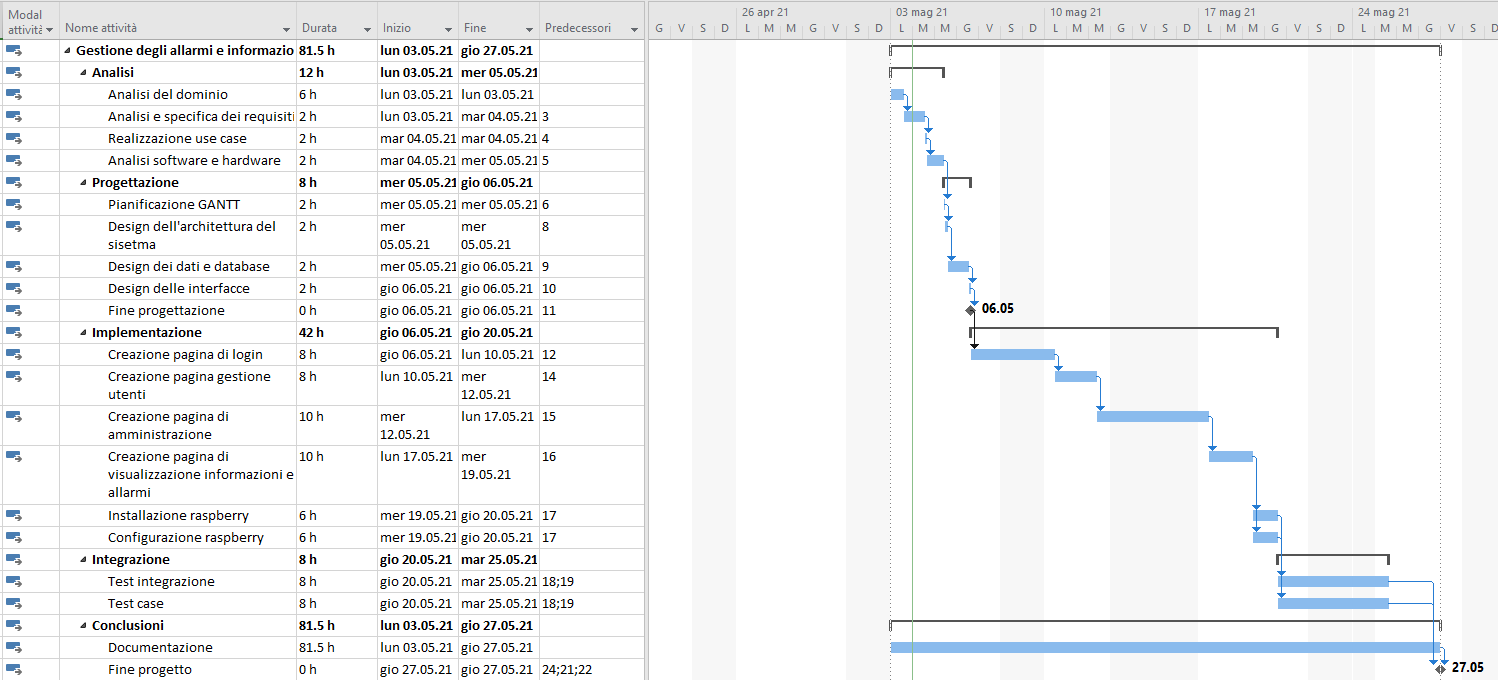 Modal attività Nome attività Durata Inizio Fine Predecessori
26 apr 21 03 mag 21 10 mag 21 17 mag 21 24 mag 21
G V S D L M M G V S D L M M G V S D L M M G V S D L M M G V S D L M M G V S D
Gestione degli allarmi e informazio 81.5 h lun 03.05.21 gio 27.05.21
Analisi 12 h lun 03.05.21 mer 05.05.21
Analisi del dominio 6 h lun 03.05.21 lun 03.05.21
Analisi e specifica dei requisiti 2 h lun 03.05.21 mar 04.05.21 3
Realizzazione use case 2 h mar 04.05.21 mar 04.05.21 4
Analisi software e hardware 2 h mar 04.05.21 mer 05.05.21 5
Progettazione 8 h mer 05.05.21 gio 06.05.21
Pianificazione GANTT 2 h mer 05.05.21 mer 05.05.21 6
Design dell'architettura del 2 h mer mer 8
sisetma 05.05.21 05.05.21
Design dei dati e database 2 h mer 05.05.21 gio 06.05.21 9
Design delle interfacce 2 h gio 06.05.21 gio 06.05.21 10
Fine progettazione 0 h gio 06.05.21 gio 06.05.21 11 06.05
Implementazione 42 h gio 06.05.21 gio 20.05.21
Creazione pagina di login 8 h gio 06.05.21 lun 10.05.21 12
Creazione pagina gestione 8 h lun 10.05.21 mer 14
utenti 12.05.21
Creazione pagina di 10 h mer lun 17.05.21 15
amministrazione 12.05.21
Creazione pagina di 10 h lun 17.05.21 mer 16
visualizzazione informazioni e 19.05.21
allarmi
Installazione raspberry 6 h mer 19.05.21 gio 20.05.21 17
Configurazione raspberry 6 h mer 19.05.21 gio 20.05.21 17
Integrazione 8 h gio 20.05.21 mar 25.05.21
Test integrazione 8 h gio 20.05.21 mar 25.05.21 18;19
Test case 8 h gio 20.05.21 mar 25.05.21 18;19
Conclusioni 81.5 h lun 03.05.21 gio 27.05.21
Documentazione 81.5 h lun 03.05.21 gio 27.05.21
Fine progetto 0 h gio 27.05.21 gio 27.05.21 24;21;22 27.05